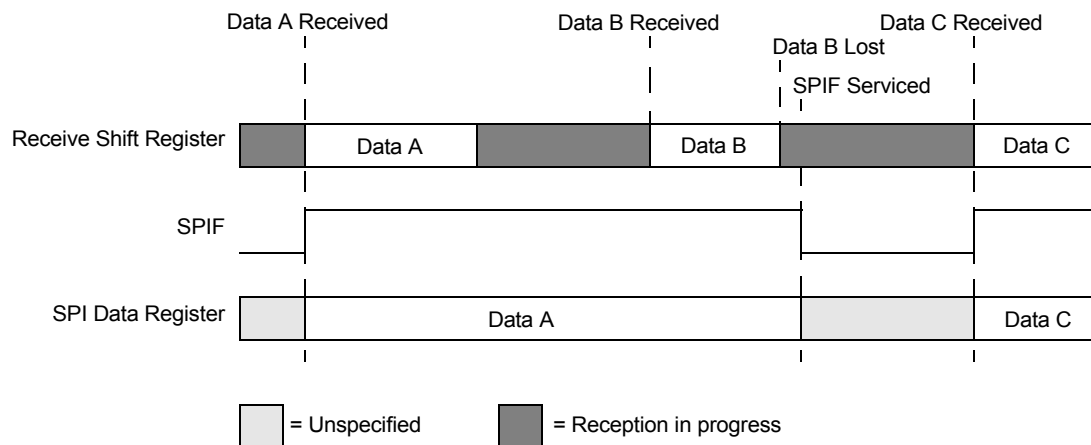 Data A Received
Data B Received
Data C Received
Data B Lost
SPIF Serviced
Receive Shift Register
Data A
Data B
Data C
SPIF
SPI Data Register
Data A
Data C
= Unspecified
= Reception in progress